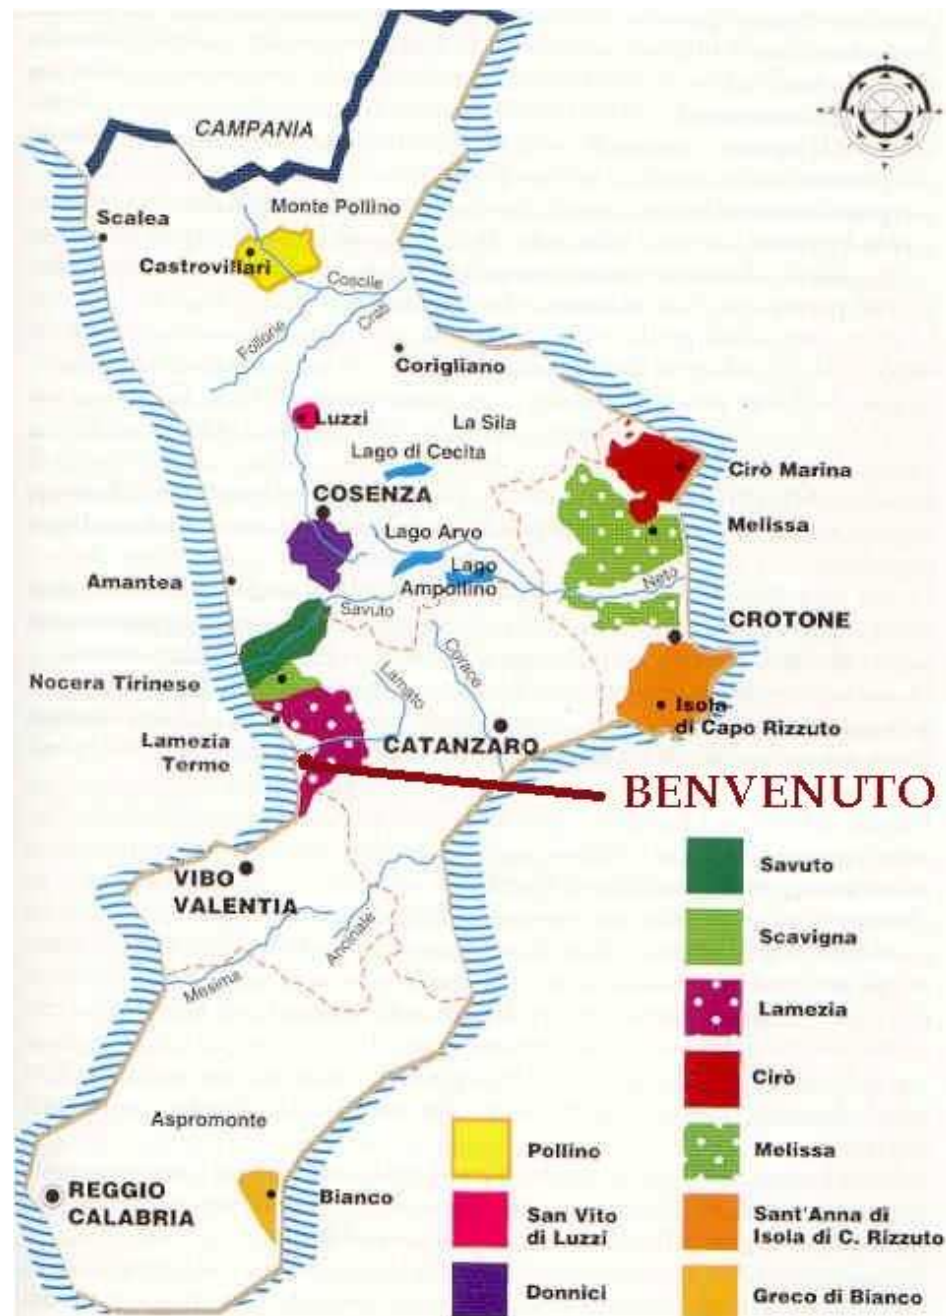 CAMPANIA
Monte Pollino
Scalea
Castrovillari
Coscile
Follone
Crati
Corigliano
Luzzi
La Sila
Lago di Cecita
Cirò Marina
COSENZA
Melissa
Lago Arvo
Lago
Ampollino
Neto
Amantea
Savuto
CROTONE
Nocera Tirinese
Lamato
Corace
Isola
di Capo Rizzuto
Lamezia
Terme
CATANZARO
BENVENUTO
VIBO
VALENTIA
Ancinale
Mesima
Aspromonte
REGGIO
CALABRIA
Bianco
Savuto
Scavigna
Lamezia
Cirò
Pollino
Melissa
San Vito
di Luzzi
Sant'Anna di
Isola di C. Rizzuto
Donnici
Greco di Bianco